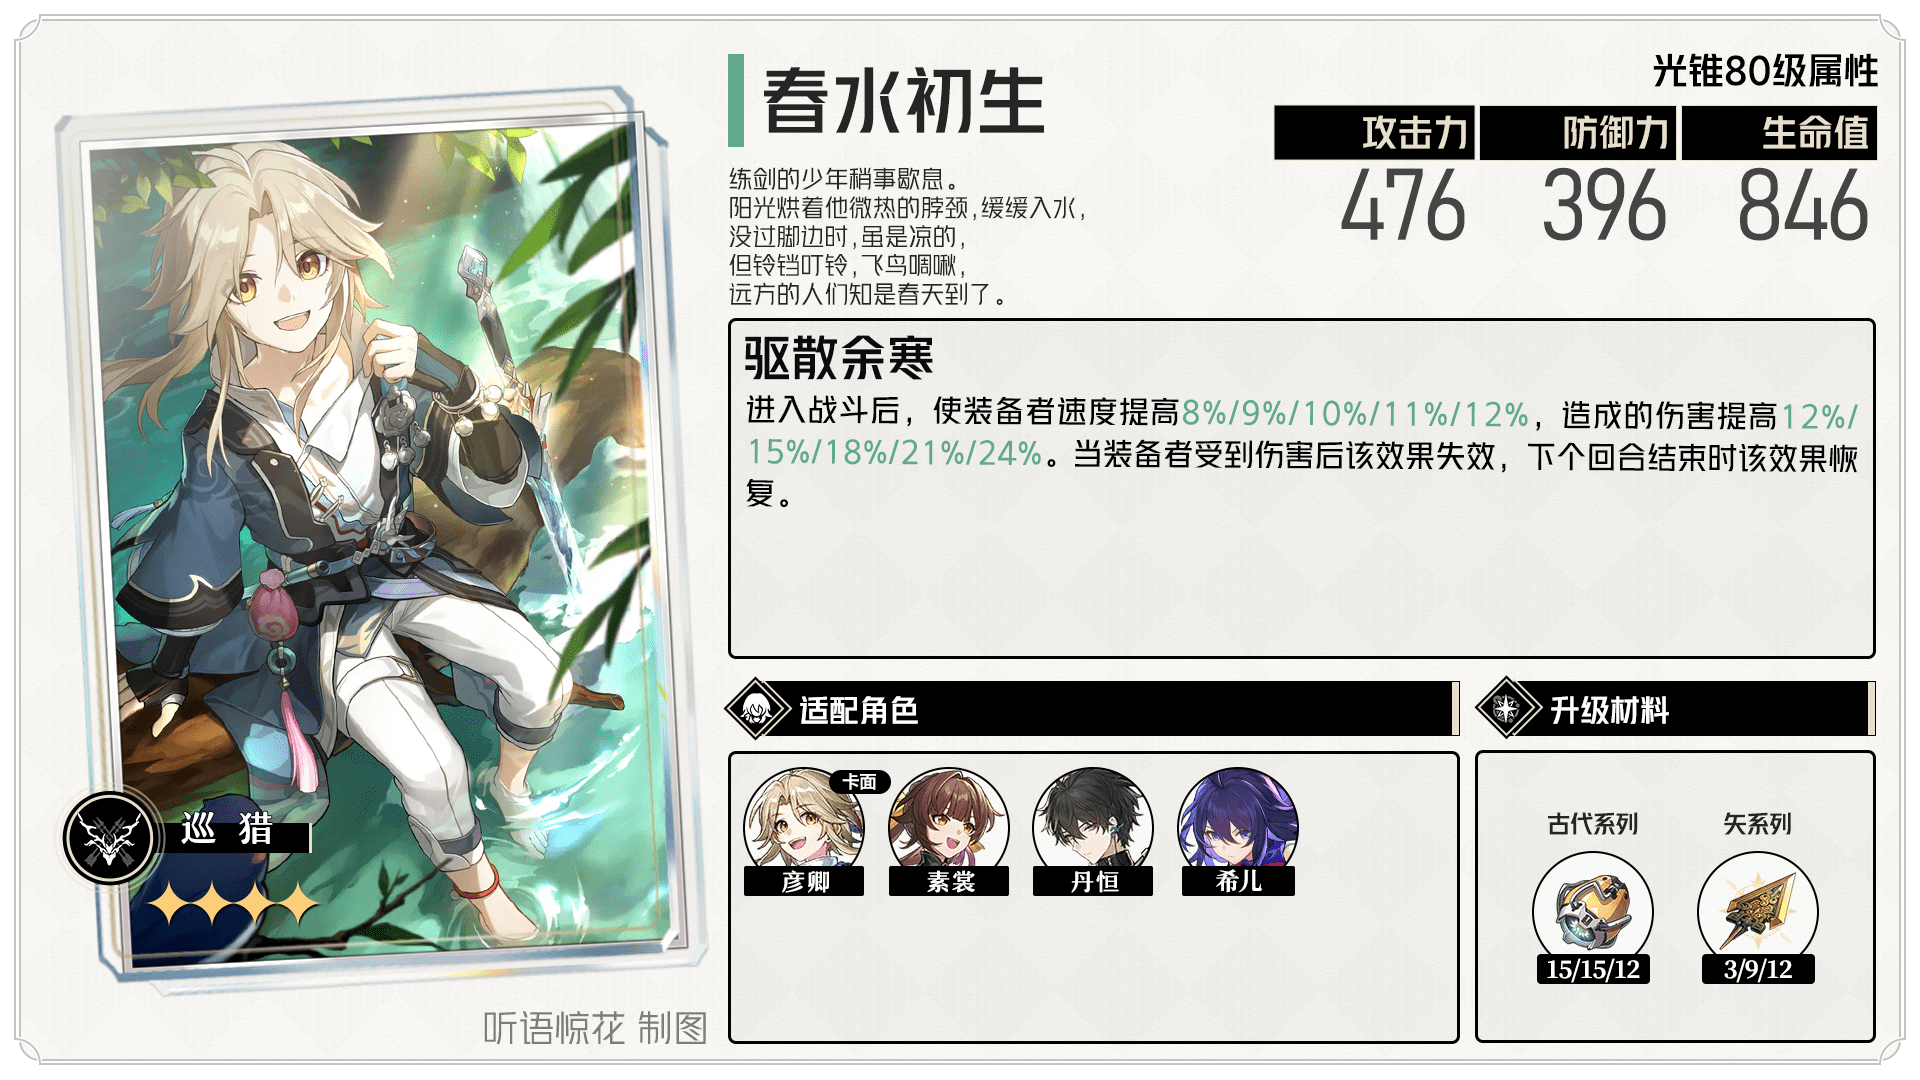 春水初生
光锥80级属性
攻击力 防御力 生命值
476 396 846
练剑的少年稍事歇息。
阳光烘着他微热的脖颈,缓缓入水,
没过脚边时,虽是凉的,
但铃铛叮铃,飞鸟啁啾,
远方的人们知是春天到了。
驱散余寒
进入战斗后，使装备者速度提高8%/9%/10%/11%/12%，造成的伤害提高12%/
15%/18%/21%/24%。当装备者受到伤害后该效果失效，下个回合结束时该效果恢
复。
巡 猎
适配角色
卡面
彦卿 素裳 丹恒 希儿
升级材料
古代系列 矢系列
15/15/12 3/9/12
听语惊花 制图